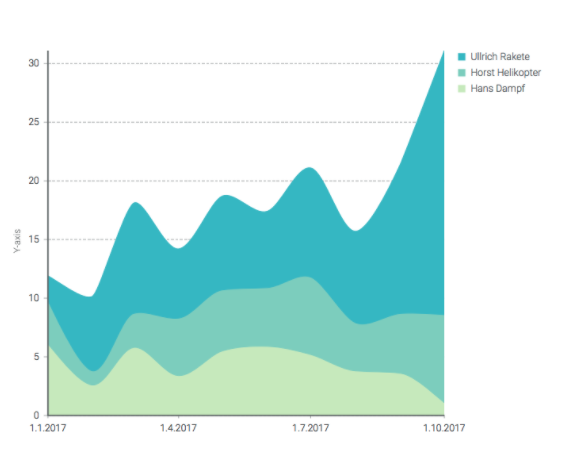 Ullrich Rakete
Horst Helikopter
Hans Dampf
30
25
20
15
10
5
0
Y-axis
1.1.2017
1.4.2017
1.7.2017
1.10.2017